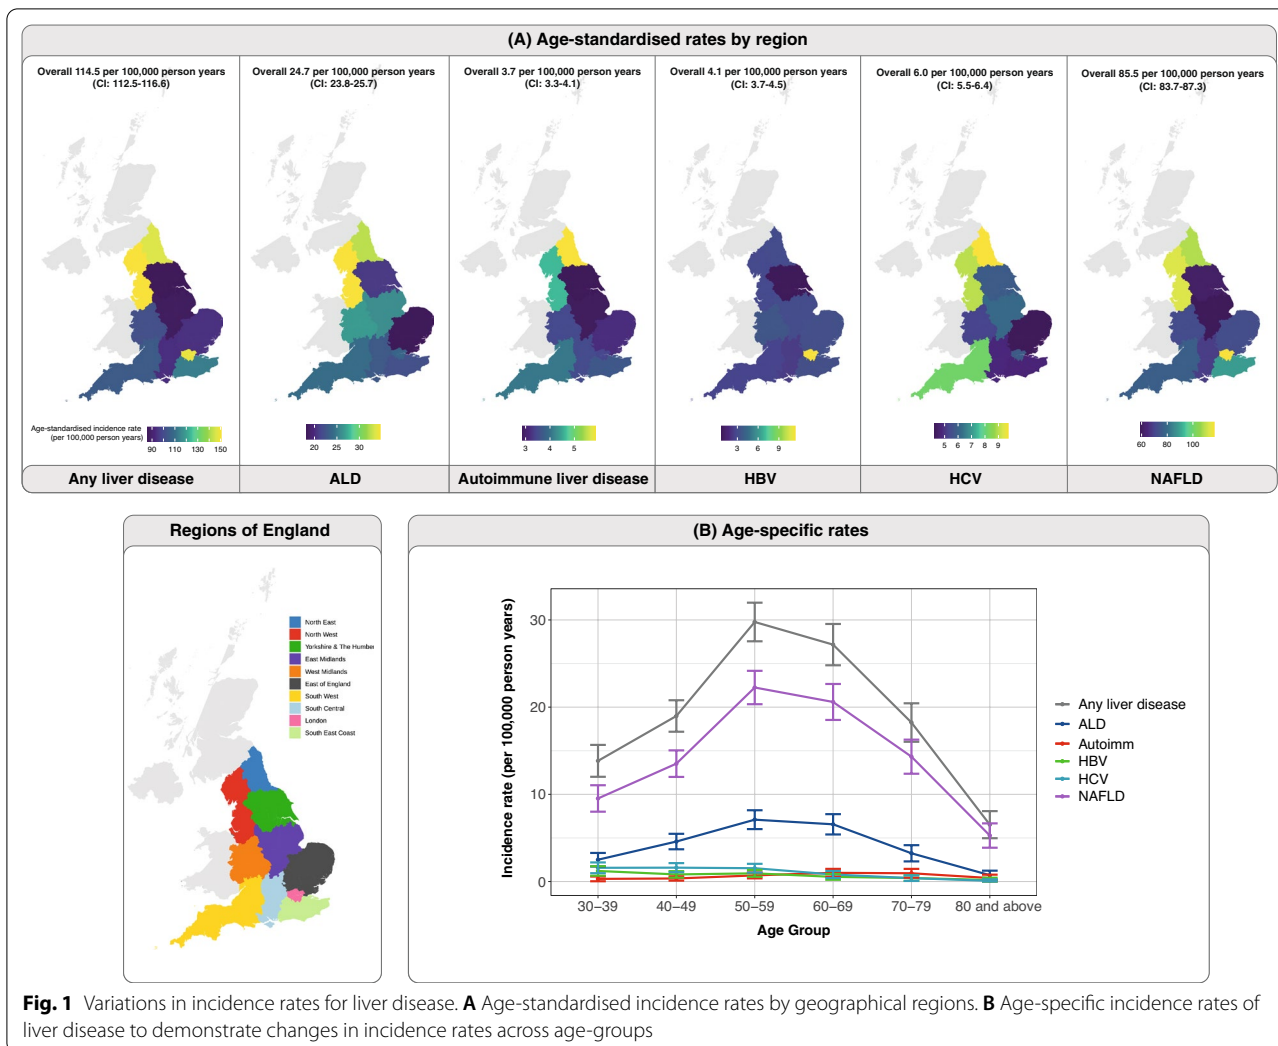 (A) Age-standardised rates by region
Overall 114.5 per 100,000 person years
(CI: 112.5-116.6)
Overall 24.7 per 100,000 person years
(CI: 23.8-25.7)
Overall 3.7 per 100,000 person years
(CI: 3.3-4.1)
Overall 4.1 per 100,000 person years
(CI: 3.7-4.5)
Overall 6.0 per 100,000 person years
(CI: 5.5-6.4)
Overall 85.5 per 100,000 person years
(CI: 83.7-87.3)
Age-standardised incidence rate
(per 100,000 person years)
90 110 130 150
20 25 30
3 4 5
3 6 9
5 6 7 8 9
60 80 100
Any liver disease
ALD
Autoimmune liver disease
HBV
HCV
NAFLD
Regions of England
North East
North West
Yorkshire & The Humber
East Midlands
West Midlands
East of England
South West
South Central
London
South East Coast
(B) Age-specific rates
Incidence rate (per 100,000 person years)
30
20
10
0
30–39 40–49 50–59 60–69 70–79 80 and above
Age Group
Any liver disease
ALD
Autoimm
HBV
HCV
NAFLD
Fig. 1 Variations in incidence rates for liver disease. A Age-standardised incidence rates by geographical regions. B Age-specific incidence rates of
liver disease to demonstrate changes in incidence rates across age-groups